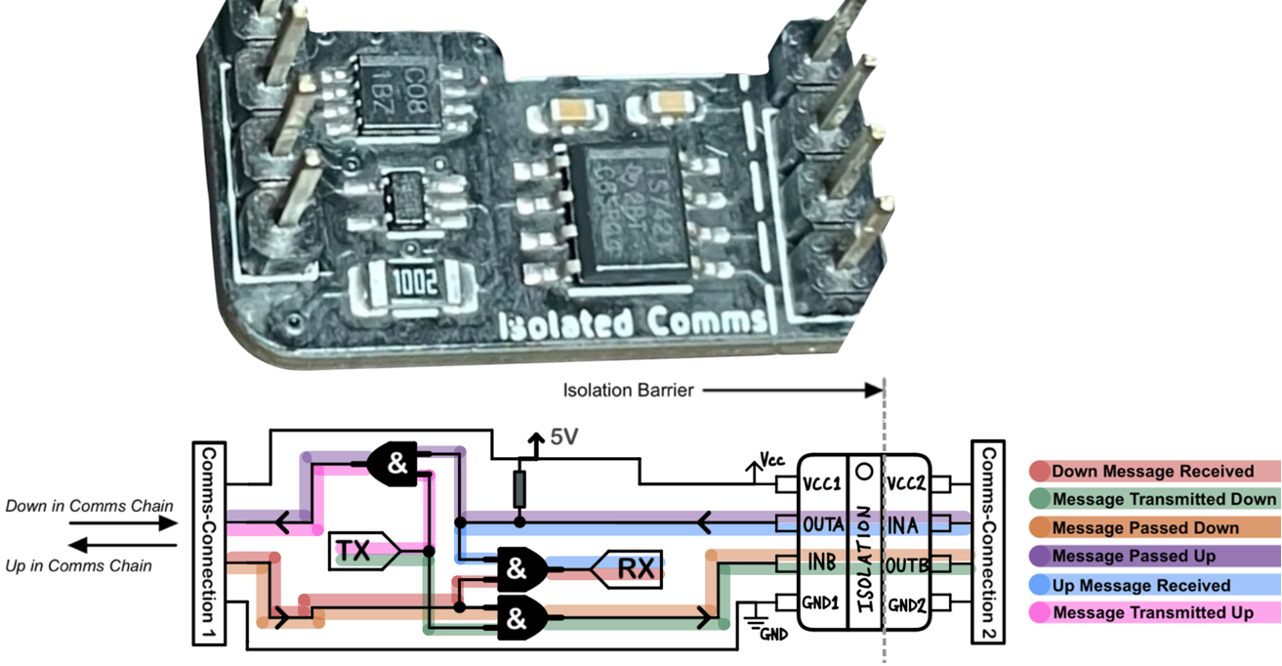 C08
1BZ
1002
Isolated Comms
Isolation Barrier
5V
Vcc
&
Comms-Connection 1
Down in Comms Chain
Up in Comms Chain
TX
&
RX
&
VCC1
OUTA
INB
GND1
GND
ISOLATION
VCC2
INA
OUTB
GND2
Comms-Connection 2
Down Message Received
Message Transmitted Down
Message Passed Down
Message Passed Up
Up Message Received
Message Transmitted Up